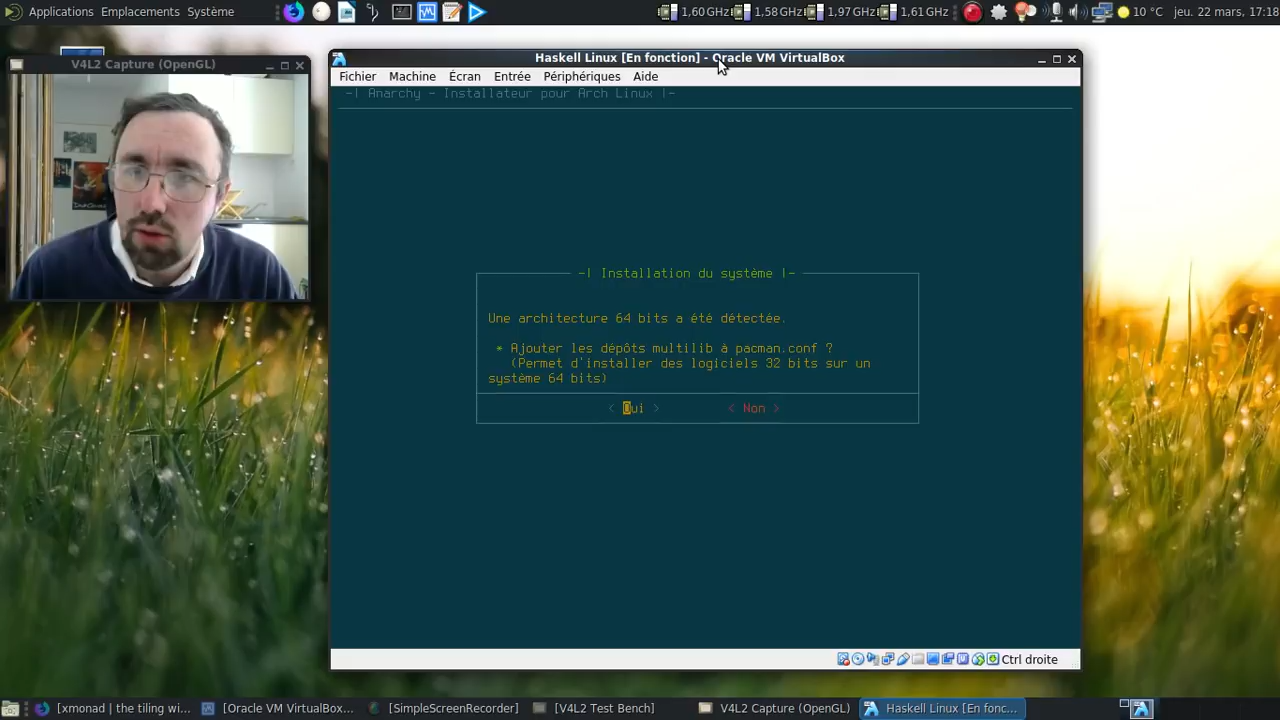 Applications Emplacements Système
1,60 GHz 1,58 GHz 1,97 GHz 1,61 GHz 10 °C jeu. 22 mars, 17:18
V4L2 Capture (OpenGL)
Haskell Linux [En fonction] - Oracle VM VirtualBox
Fichier Machine Écran Entrée Périphériques Aide
-| Anarchy - Installateur pour Arch Linux |-
-| Installation du système |-
Une architecture 64 bits a été détectée.
* Ajouter les dépôts multilib à pacman.conf ?
(Permet d'installer des logiciels 32 bits sur un
système 64 bits)
< Oui > < Non >
Ctrl droite
[xmonad | the tiling wi... [Oracle VM VirtualBox... [SimpleScreenRecorder] [V4L2 Test Bench] V4L2 Capture (OpenGL) Haskell Linux [En fonc...